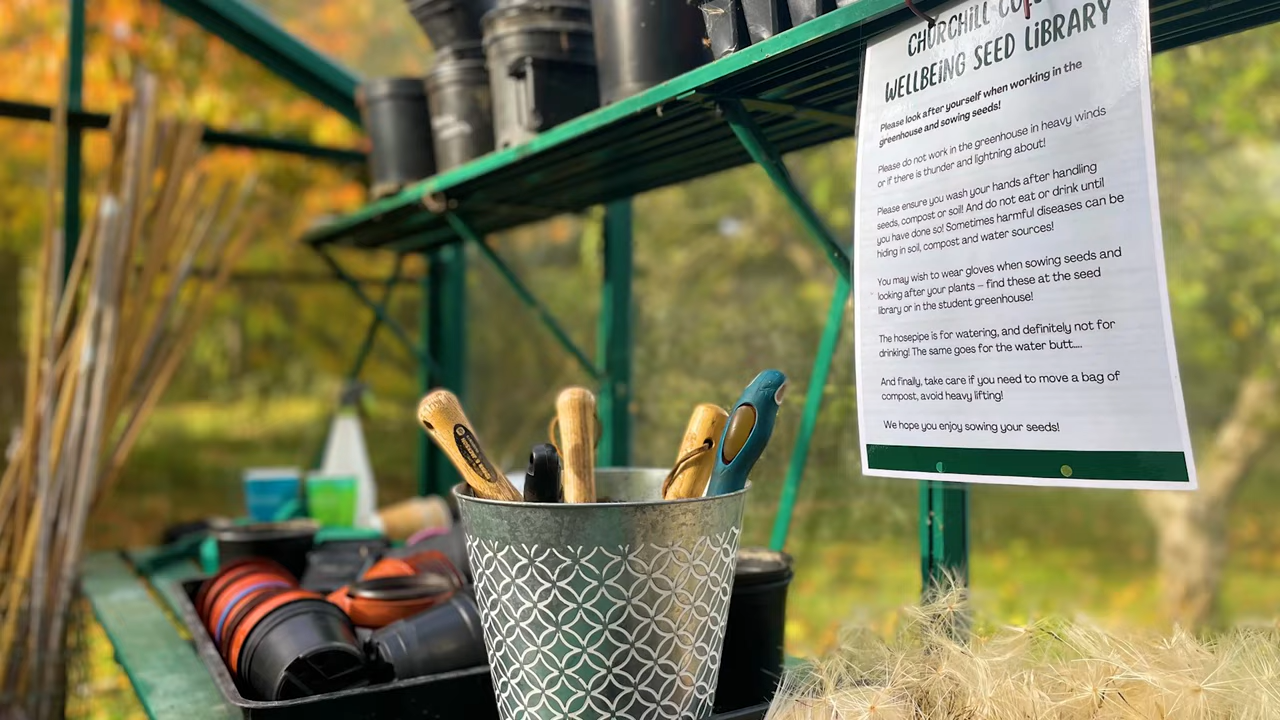 CHURCHILL
WELLBEING SEED LIBRARY
Please look after yourself when working in the
greenhouse and sowing seeds!
Please do not work in the greenhouse in heavy winds
or if there is thunder and lightning about!
Please ensure you wash your hands after handling
seeds, compost or soil! And do not eat or drink until
you have done so! Sometimes harmful diseases can be
hiding in soil, compost and water sources!
You may wish to wear gloves when sowing seeds and
looking after your plants – find these at the seed
library or in the student greenhouse!
The hosepipe is for watering, and definitely not for
drinking! The same goes for the water butt....
And finally, take care if you need to move a bag of
compost, avoid heavy lifting!
We hope you enjoy sowing your seeds!